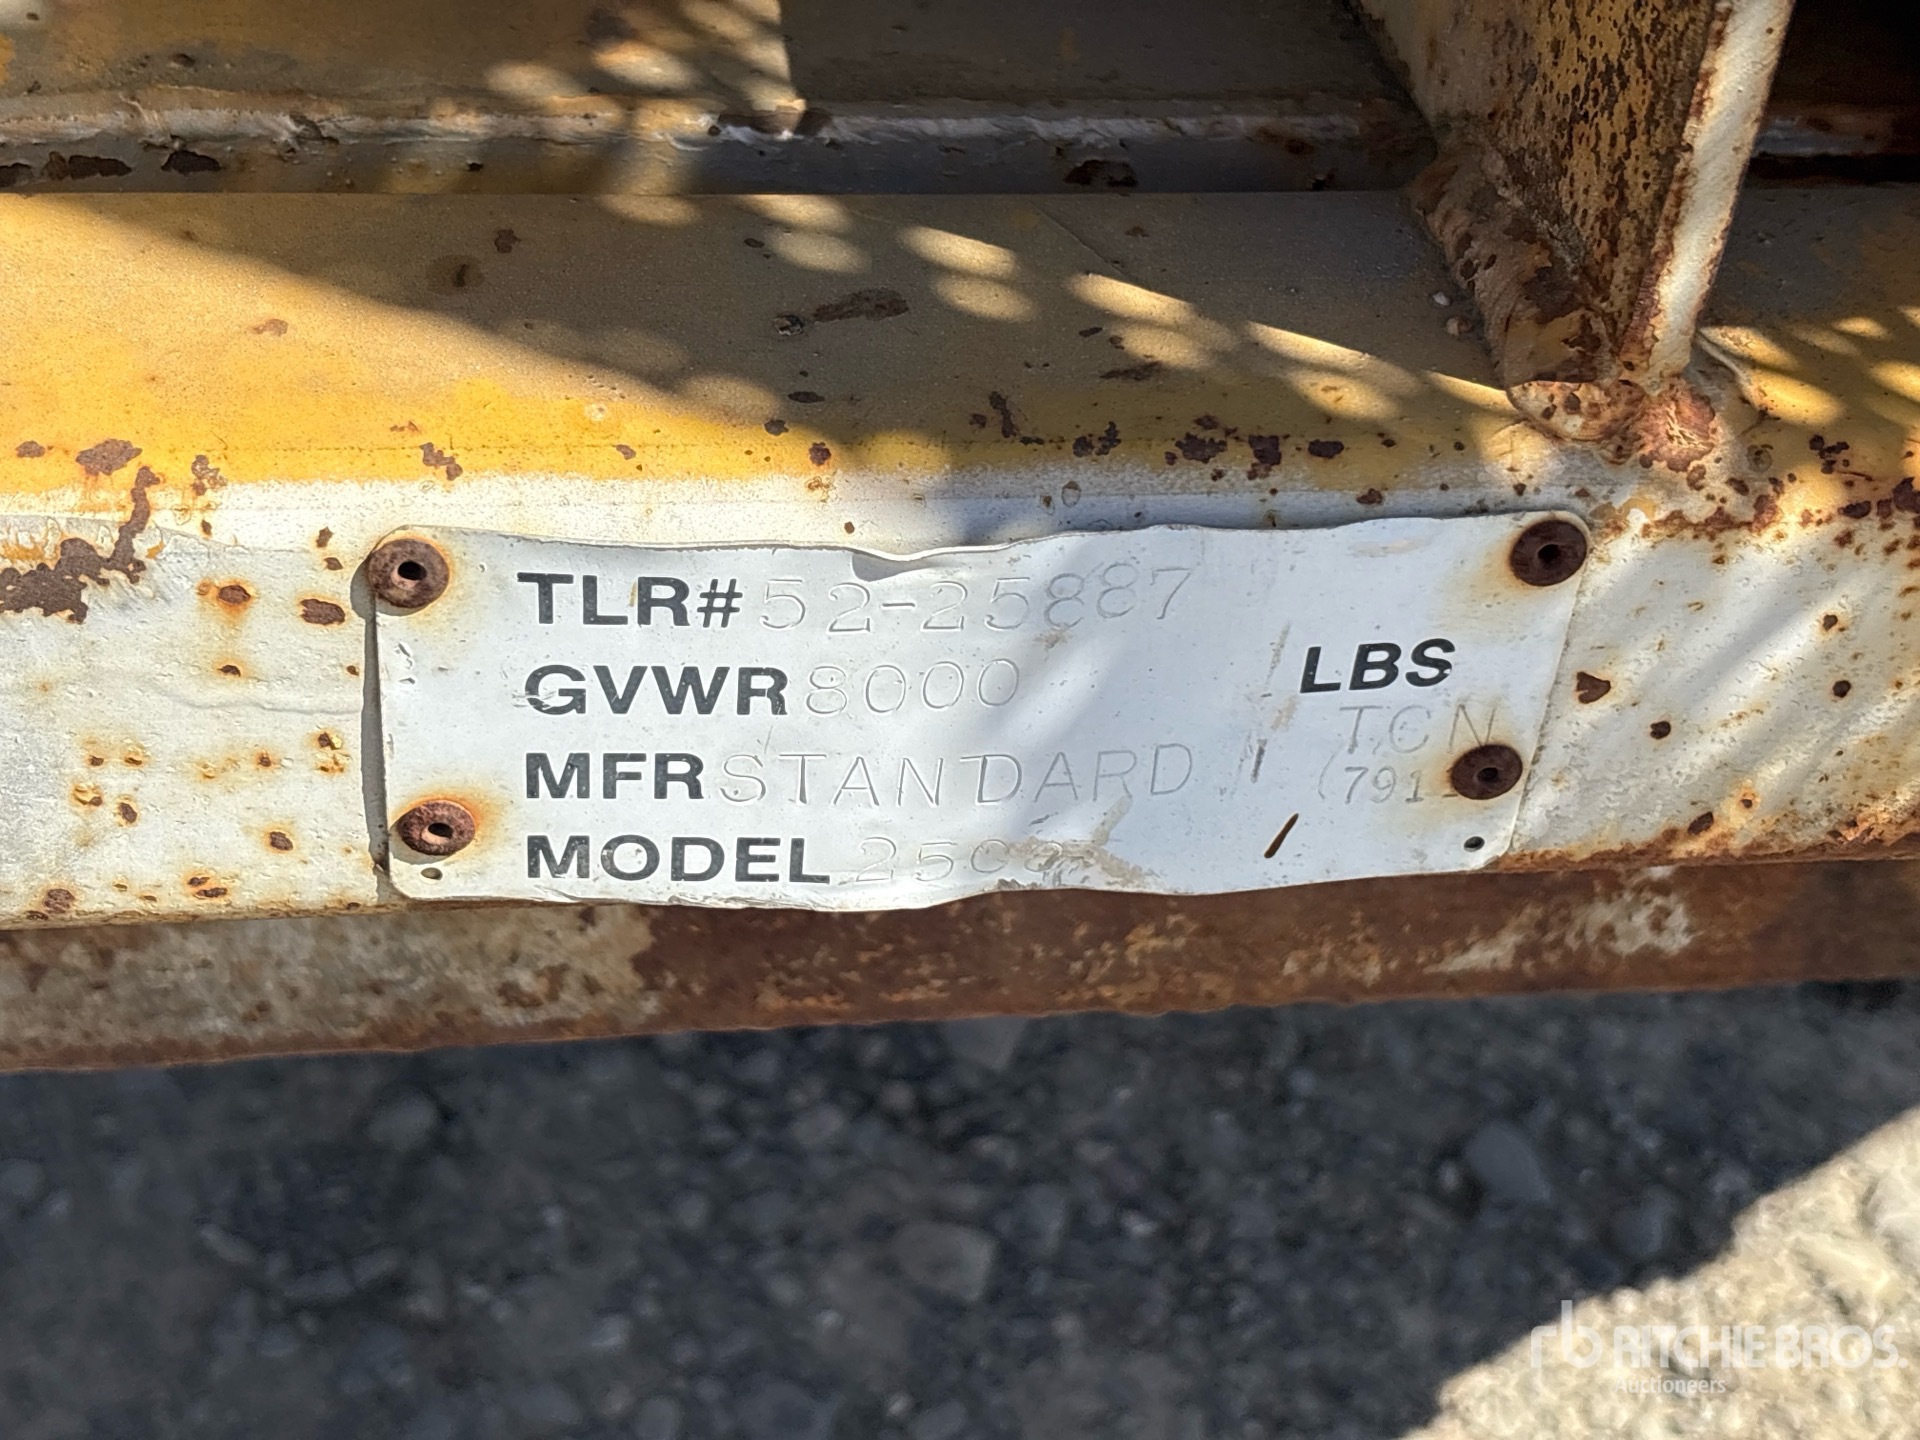 TLR# 52-25887
GVWR 8000 LBS
MFR STANDARD TCN
MODEL
RITCHIE BROS.
Auctioneers